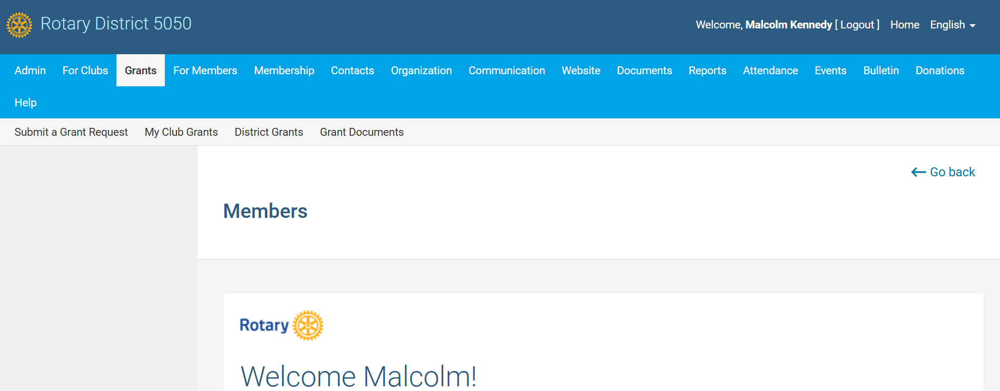 Rotary District 5050
Welcome, Malcolm Kennedy [ Logout ] Home English
Admin For Clubs Grants For Members Membership Contacts Organization Communication Website Documents Reports Attendance Events Bulletin Donations
Help
Submit a Grant Request My Club Grants District Grants Grant Documents
Go back
Members
Rotary
Welcome Malcolm!